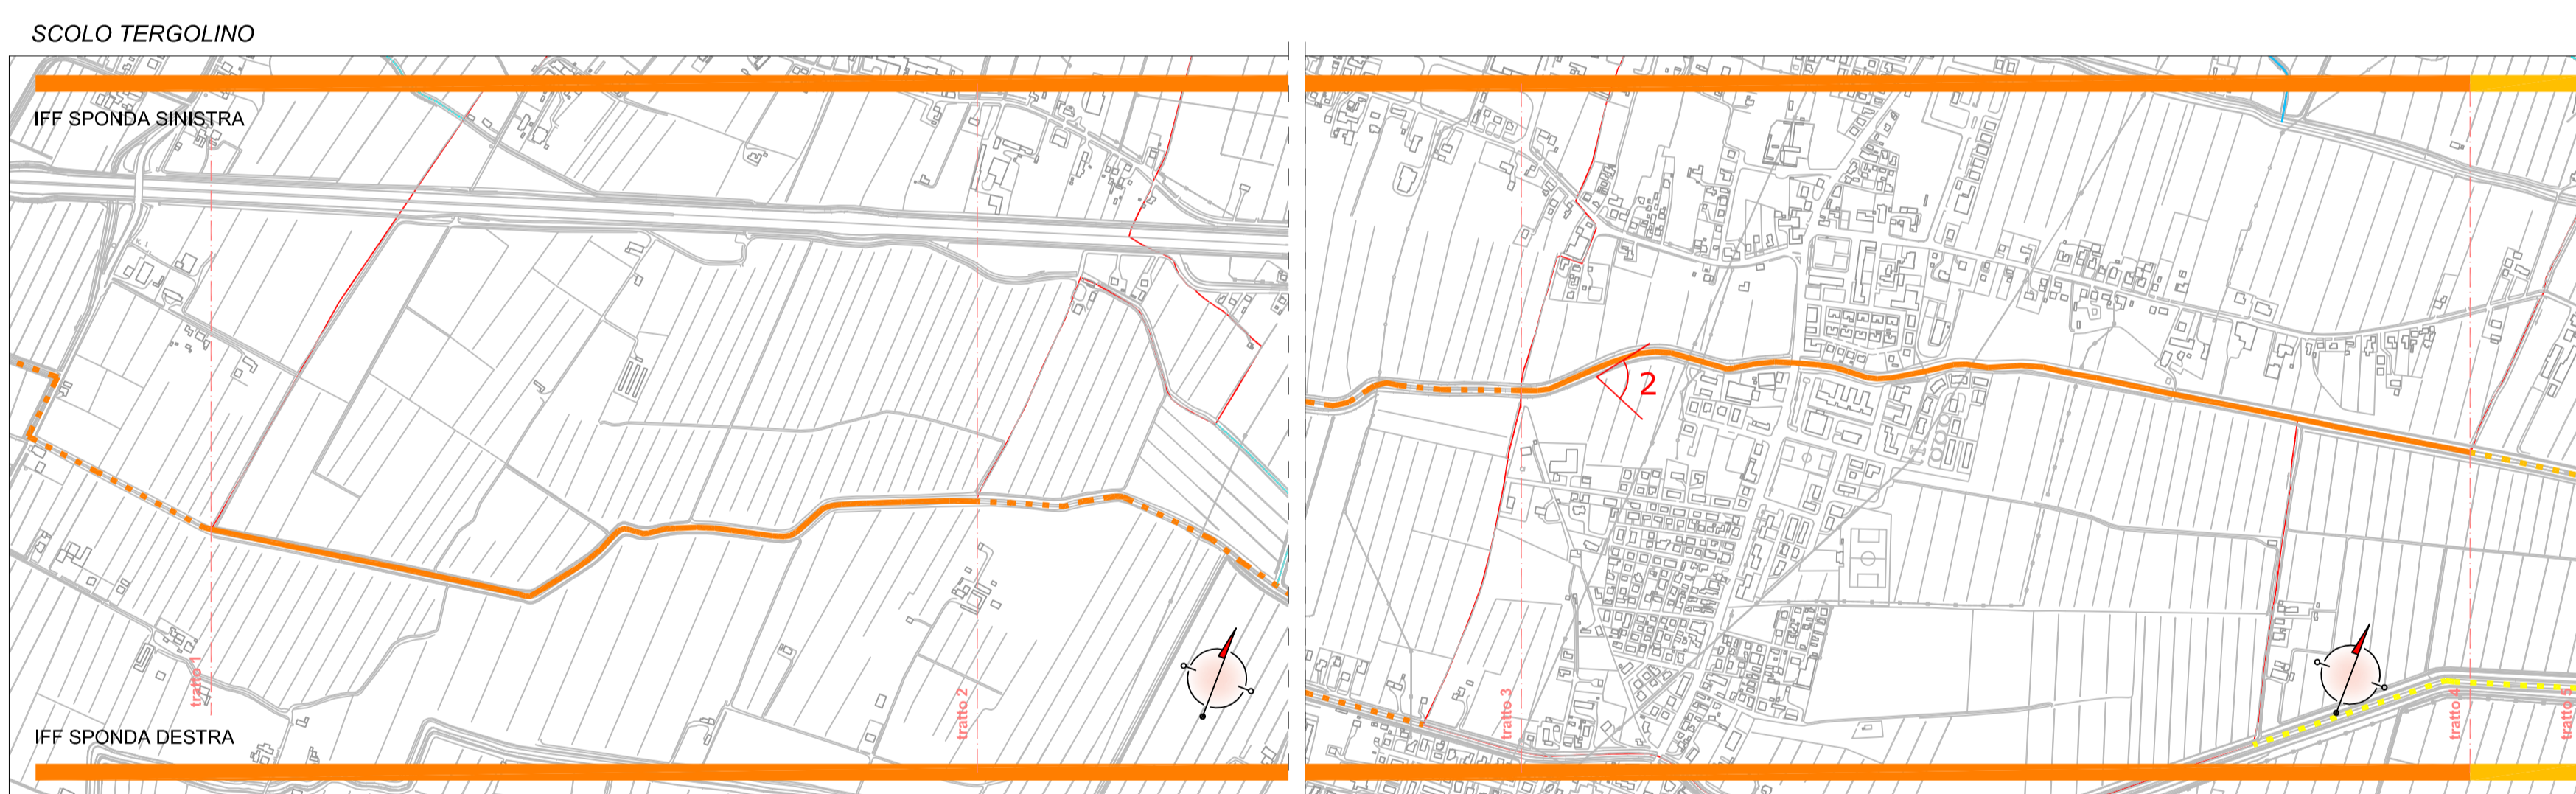 SCOLO TERGOLINO
IFF SPONDA SINISTRA
2
tratto 1
tratto 2
tratto 3
tratto 4
tratto 5
IFF SPONDA DESTRA